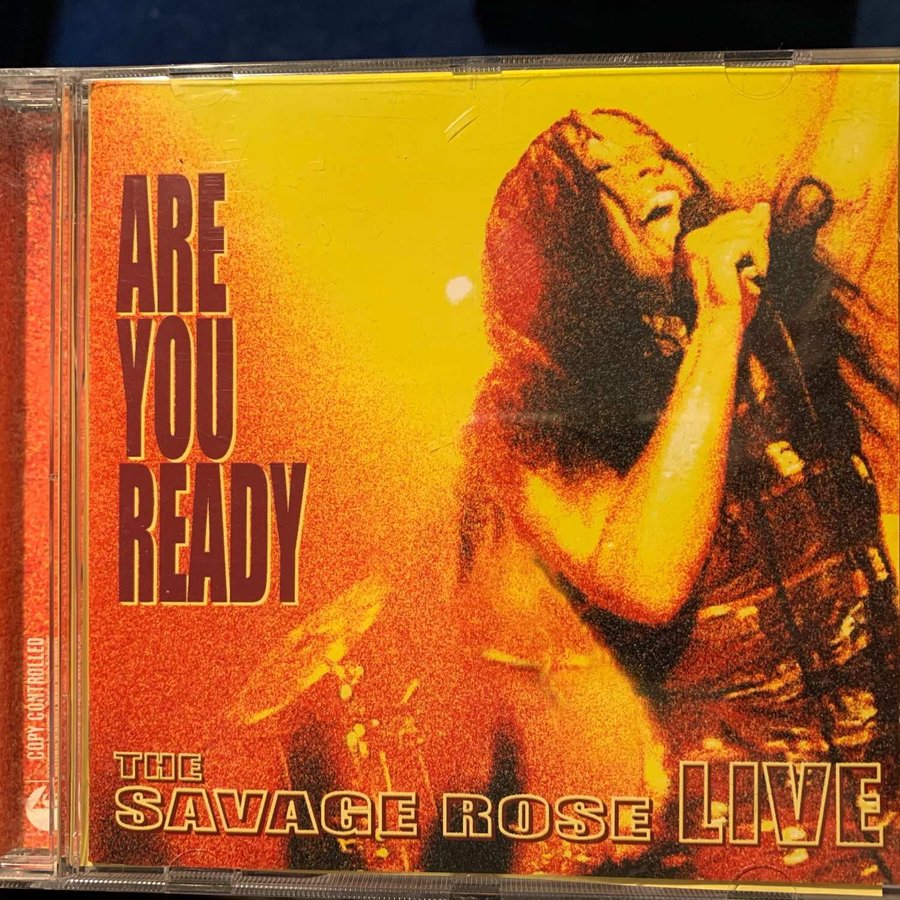 ARE
YOU
READY
THE
SAVAGE ROSE LIVE
COPY CONTROLLED